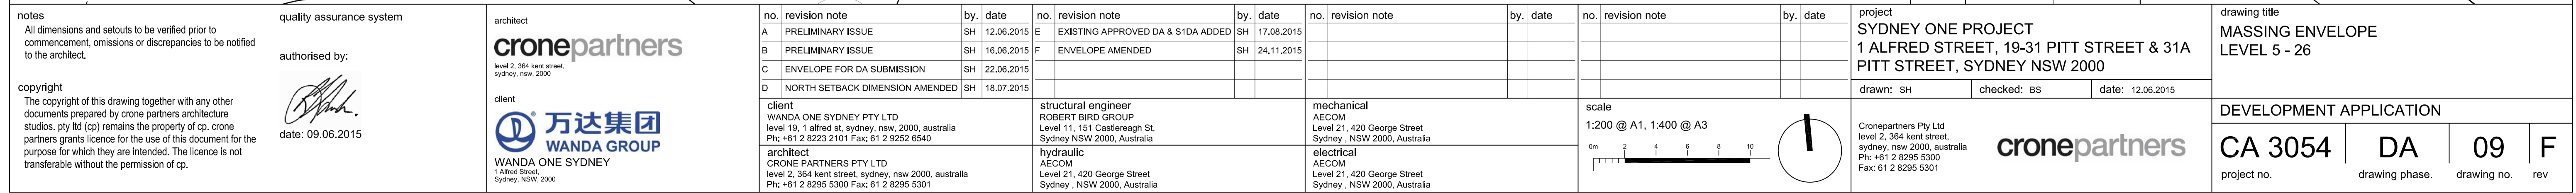 notes
All dimensions and setouts to be verified prior to
commencement, omissions or discrepancies to be notified
to the architect.
copyright
The copyright of this drawing together with any other
documents prepared by crone partners architecture
studios. pty ltd (cp) remains the property of cp. crone
partners grants licence for the use of this document for the
purpose for which they are intended. The licence is not
transferable without the permission of cp.
quality assurance system
authorised by:
date: 09.06.2015
architect
cronepartners
level 2, 364 kent street,
sydney, nsw, 2000
client
万达集团
WANDA GROUP
WANDA ONE SYDNEY
1 Alfred Street,
Sydney, NSW, 2000
no. revision note by. date no. revision note by. date no. revision note by. date no. revision note by. date
A PRELIMINARY ISSUE SH 12.06.2015 E EXISTING APPROVED DA & S1DA ADDED SH 17.08.2015
B PRELIMINARY ISSUE SH 16.06.2015 F ENVELOPE AMENDED SH 24.11.2015
C ENVELOPE FOR DA SUBMISSION SH 22.06.2015
D NORTH SETBACK DIMENSION AMENDED SH 18.07.2015
client
WANDA ONE SYDNEY PTY LTD
level 19, 1 alfred st, sydney, nsw, 2000, australia
Ph: +61 2 8223 2101 Fax: 61 2 9252 6540
architect
CRONE PARTNERS PTY LTD
level 2, 364 kent street, sydney, nsw 2000, australia
Ph: +61 2 8295 5300 Fax: 61 2 8295 5301
structural engineer
ROBERT BIRD GROUP
Level 11, 151 Castlereagh St,
Sydney NSW 2000, Australia
hydraulic
AECOM
Level 21, 420 George Street
Sydney , NSW 2000, Australia
mechanical
AECOM
Level 21, 420 George Street
Sydney , NSW 2000, Australia
electrical
AECOM
Level 21, 420 George Street
Sydney , NSW 2000, Australia
scale
1:200 @ A1, 1:400 @ A3
0m 2 4 6 8 10
project
SYDNEY ONE PROJECT
1 ALFRED STREET, 19-31 PITT STREET & 31A
PITT STREET, SYDNEY NSW 2000
drawn: SH checked: BS date: 12.06.2015
Cronepartners Pty Ltd
level 2, 364 kent street,
sydney, nsw 2000, australia
Ph: +61 2 8295 5300
Fax: 61 2 8295 5301
cronepartners
drawing title
MASSING ENVELOPE
LEVEL 5 - 26
DEVELOPMENT APPLICATION
CA 3054 DA 09 F
project no. drawing phase. drawing no. rev